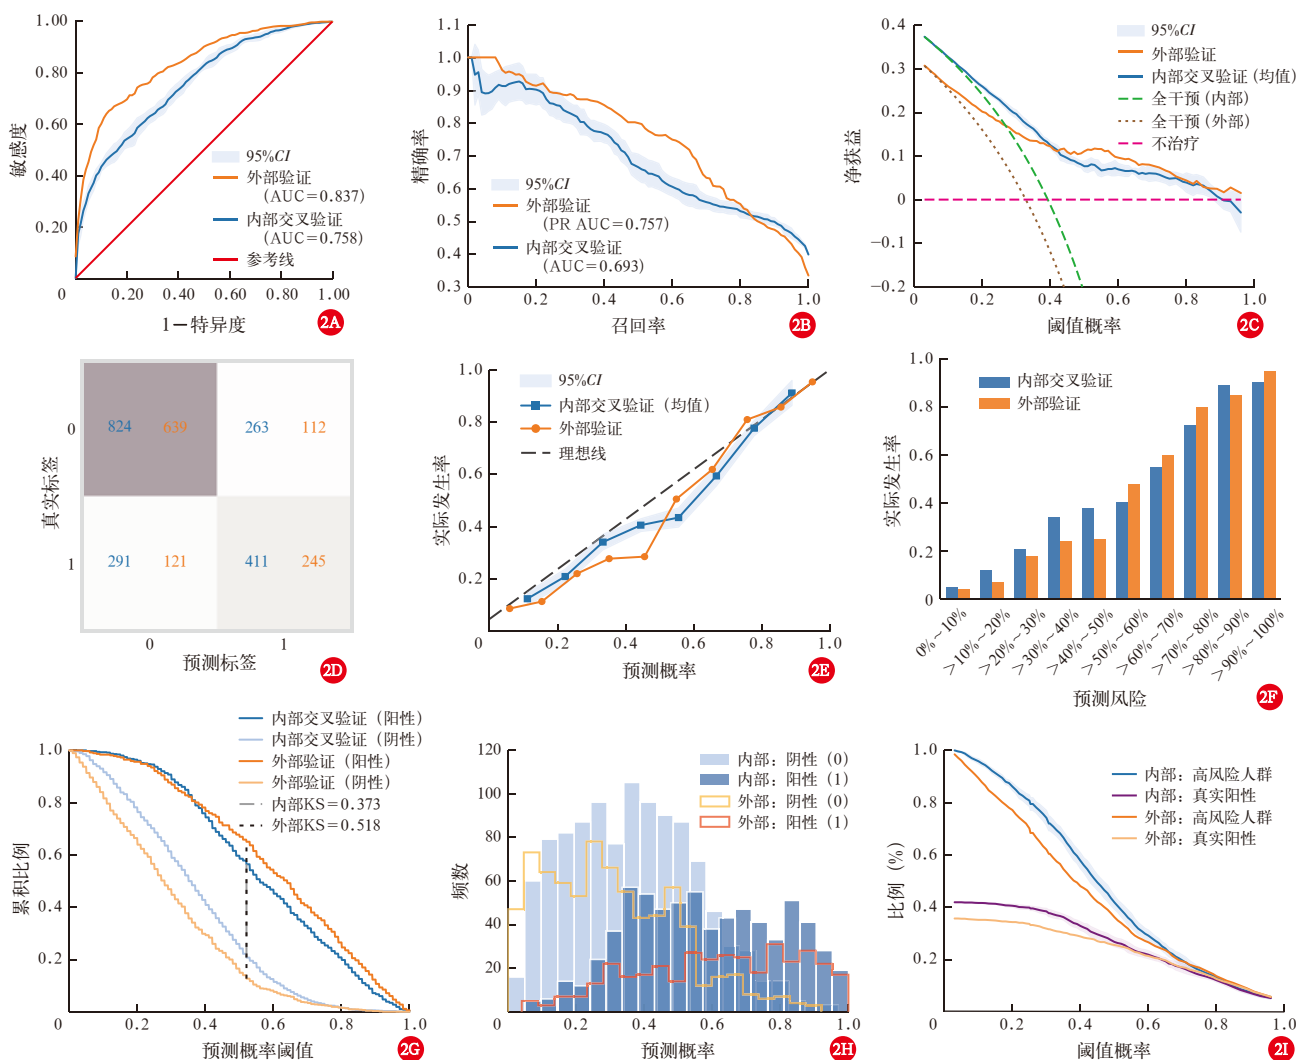 1.00
0.80
0.60
0.40
0.20
0
0.20
0.40
0.60
0.80
1.00
敏感度
1－特异度
95%CI
外部验证
(AUC＝0.837)
内部交叉验证
(AUC＝0.758)
参考线
2A
1.1
1.0
0.9
0.8
0.7
0.6
0.5
0.4
0.3
0
0.2
0.4
0.6
0.8
1.0
精确率
召回率
95%CI
外部验证
(PR AUC＝0.757)
内部交叉验证
(AUC＝0.693)
2B
0.4
0.3
0.2
0.1
0
−0.1
−0.2
0
0.2
0.4
0.6
0.8
1.0
净获益
阈值概率
95%CI
外部验证
内部交叉验证（均值）
全干预（内部）
全干预（外部）
不治疗
2C
真实标签
0
824 639 263 112
1
291 121 411 245
0 1
预测标签
2D
1.0
0.8
0.6
0.4
0.2
0
0.2
0.4
0.6
0.8
1.0
实际发生率
预测概率
95%CI
内部交叉验证（均值）
外部验证
理想线
2E
1.0
0.8
0.6
0.4
0.2
0
实际发生率
内部交叉验证
外部验证
0%～10%
＞10%～20%
＞20%～30%
＞30%～40%
＞40%～50%
＞50%～60%
＞60%～70%
＞70%～80%
＞80%～90%
＞90%～100%
预测风险
2F
内部交叉验证（阳性）
内部交叉验证（阴性）
外部验证（阳性）
外部验证（阴性）
内部KS＝0.373
外部KS＝0.518
1.0
0.8
0.6
0.4
0.2
0
0.2
0.4
0.6
0.8
1.0
累积比例
预测概率阈值
2G
120
100
80
60
40
20
0
0.2
0.4
0.6
0.8
1.0
频数
预测概率
内部：阴性（0）
内部：阳性（1）
外部：阴性（0）
外部：阳性（1）
2H
1.0
0.8
0.6
0.4
0.2
0
0.2
0.4
0.6
0.8
1.0
比例（%）
阈值概率
内部：高风险人群
内部：真实阳性
外部：高风险人群
外部：真实阳性
2I